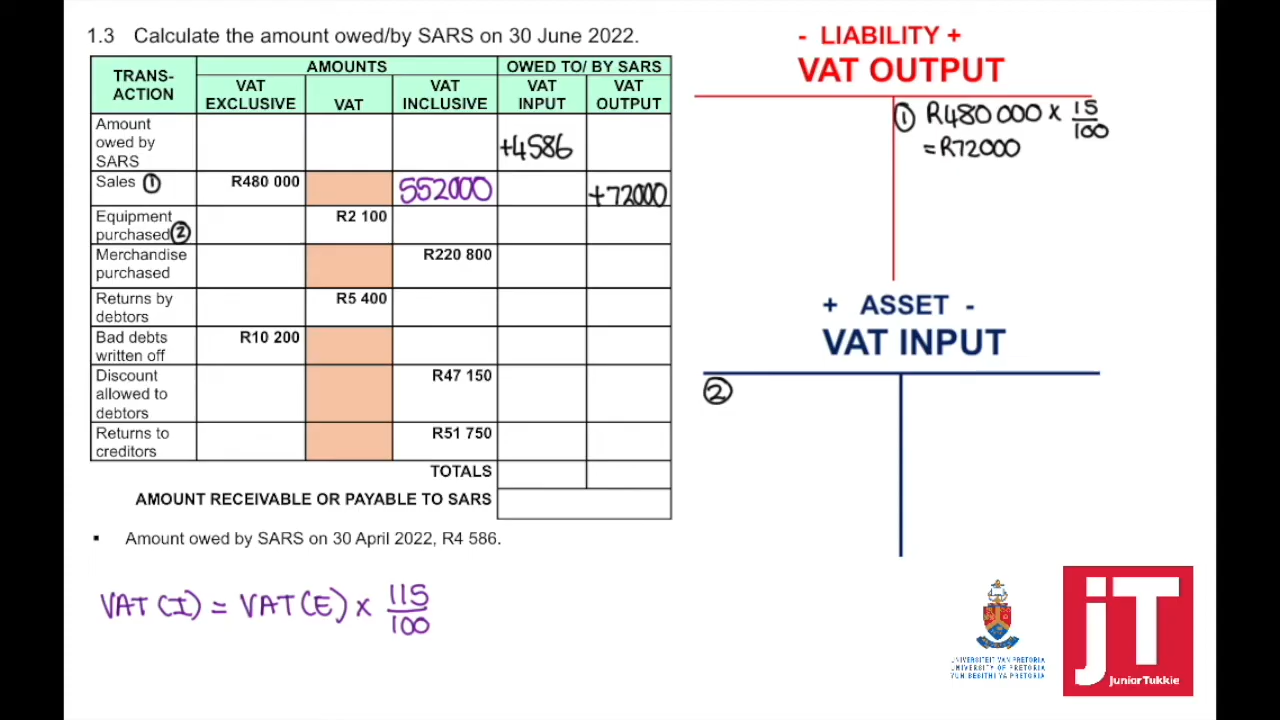 1.3 Calculate the amount owed/by SARS on 30 June 2022.
TRANS-
ACTION
AMOUNTS
OWED TO/ BY SARS
VAT
EXCLUSIVE
VAT
VAT
INCLUSIVE
VAT
INPUT
VAT
OUTPUT
Amount
owed by
SARS
+4586
Sales ①
R480 000
552000
+72000
Equipment
purchased ②
R2 100
Merchandise
purchased
R220 800
Returns by
debtors
R5 400
Bad debts
written off
R10 200
Discount
allowed to
debtors
R47 150
Returns to
creditors
R51 750
TOTALS
AMOUNT RECEIVABLE OR PAYABLE TO SARS
▪ Amount owed by SARS on 30 April 2022, R4 586.
VAT (I) = VAT (E) × 115/100
- LIABILITY +
VAT OUTPUT
① R480 000 × 15/100
= R72000
+ ASSET -
VAT INPUT
②
UNIVERSITEIT VAN PRETORIA
UNIVERSITY OF PRETORIA
YUNIBESITHI YA PRETORIA
jT
Junior Tukkie